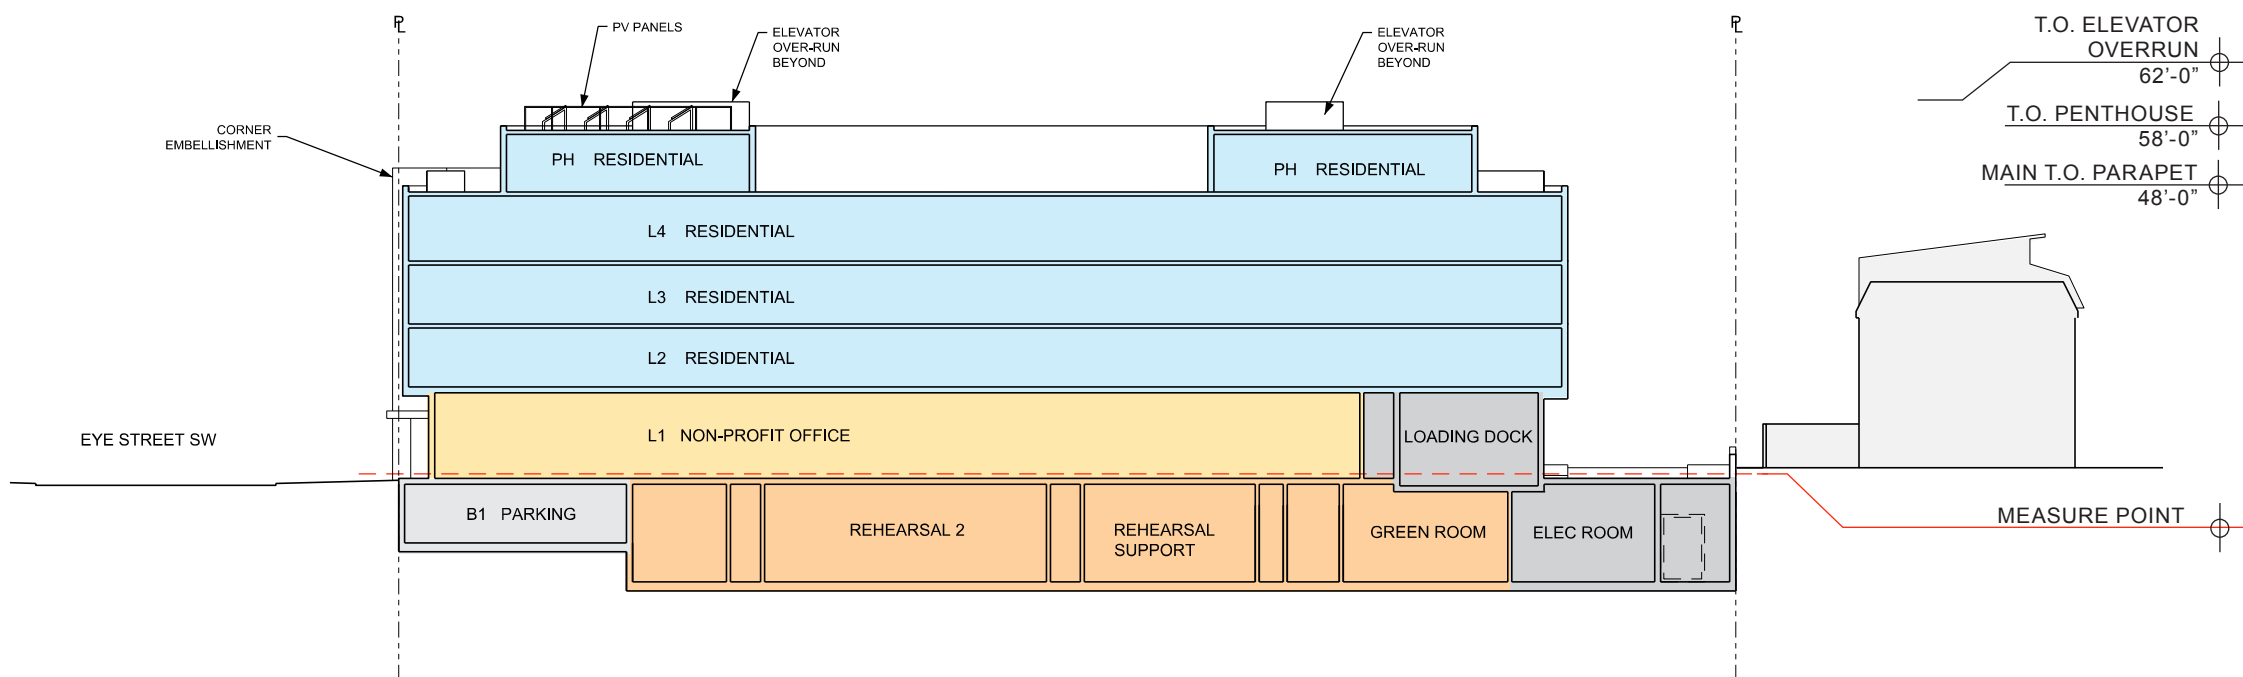 PL
PV PANELS
ELEVATOR
OVER-RUN
BEYOND
ELEVATOR
OVER-RUN
BEYOND
PL
T.O. ELEVATOR
OVERRUN
62'-0"
T.O. PENTHOUSE
58'-0"
MAIN T.O. PARAPET
48'-0"
CORNER
EMBELLISHMENT
PH RESIDENTIAL
PH RESIDENTIAL
L4 RESIDENTIAL
L3 RESIDENTIAL
L2 RESIDENTIAL
EYE STREET SW
L1 NON-PROFIT OFFICE
LOADING DOCK
B1 PARKING
REHEARSAL 2
REHEARSAL
SUPPORT
GREEN ROOM
ELEC ROOM
MEASURE POINT